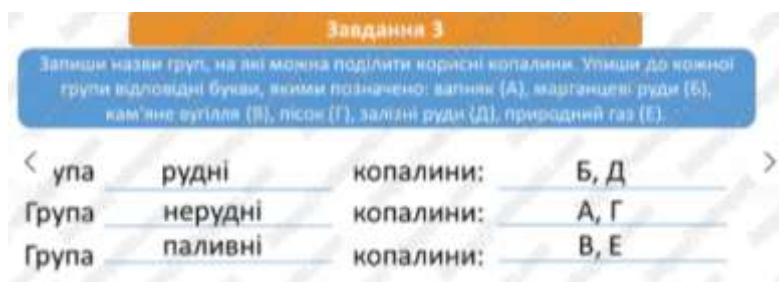 Завдання 3
Запиши назви груп, на які можна поділити корисні копалини. Упиши до кожної
групи відповідні букви, якими позначено: вапняк (А), марганцеві руди (Б),
кам'яне вугілля (В), пісок (Г), залізні руди (Д), природний газ (Е).
упа рудні копалини: Б, Д
Група нерудні копалини: А, Г
Група паливні копалини: В, Е